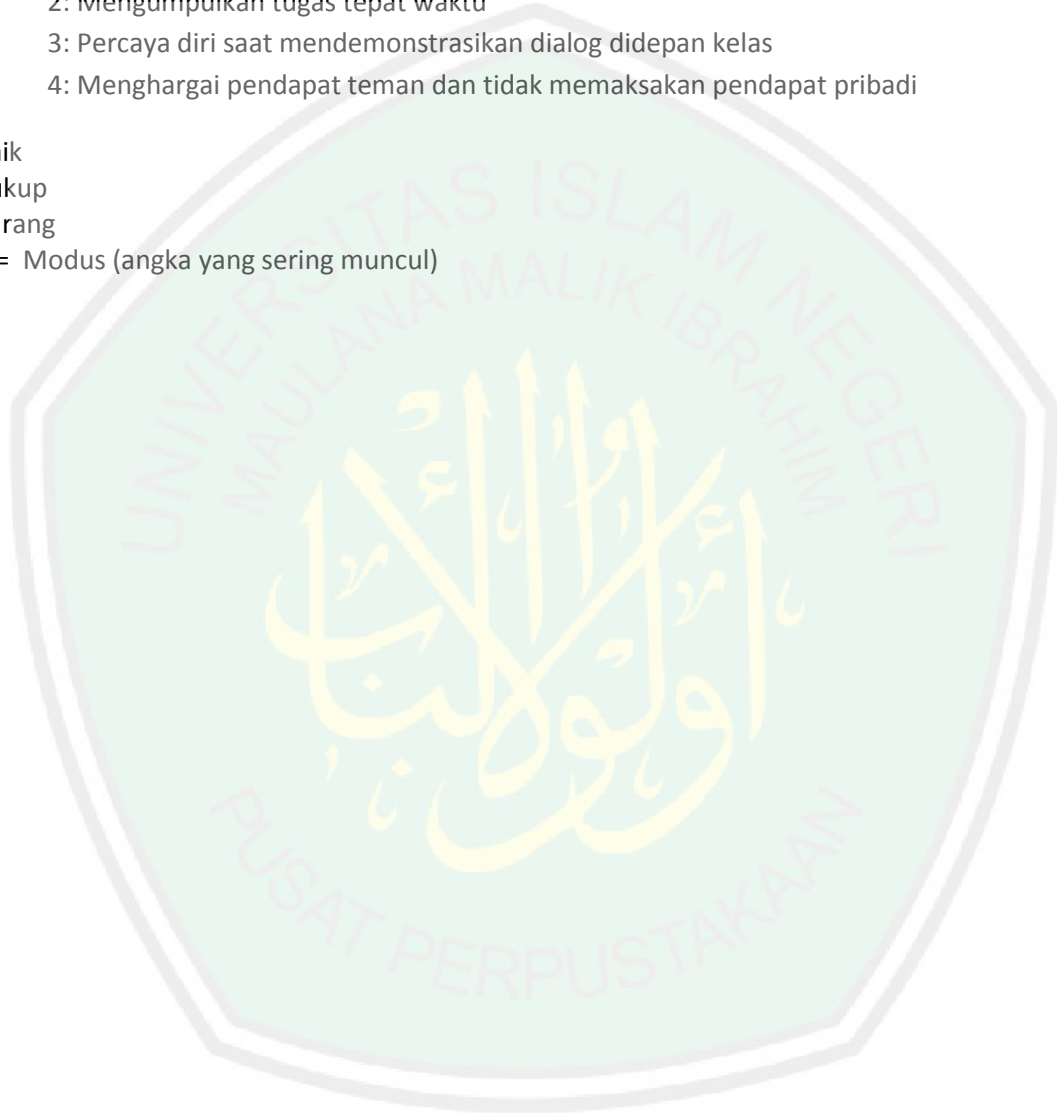 2: Mengumpulkan tugas tepat waktu
3: Percaya diri saat mendemonstrasikan dialog didepan kelas
4: Menghargai pendapat teman dan tidak memaksakan pendapat pribadi
ik
kup
rang
= Modus (angka yang sering muncul)
UNIVERSITAS ISLAM NEGERI
MAULANA MALIK IBRAHIM
أولو الألباب
PUSAT PERPUSTAKAAN